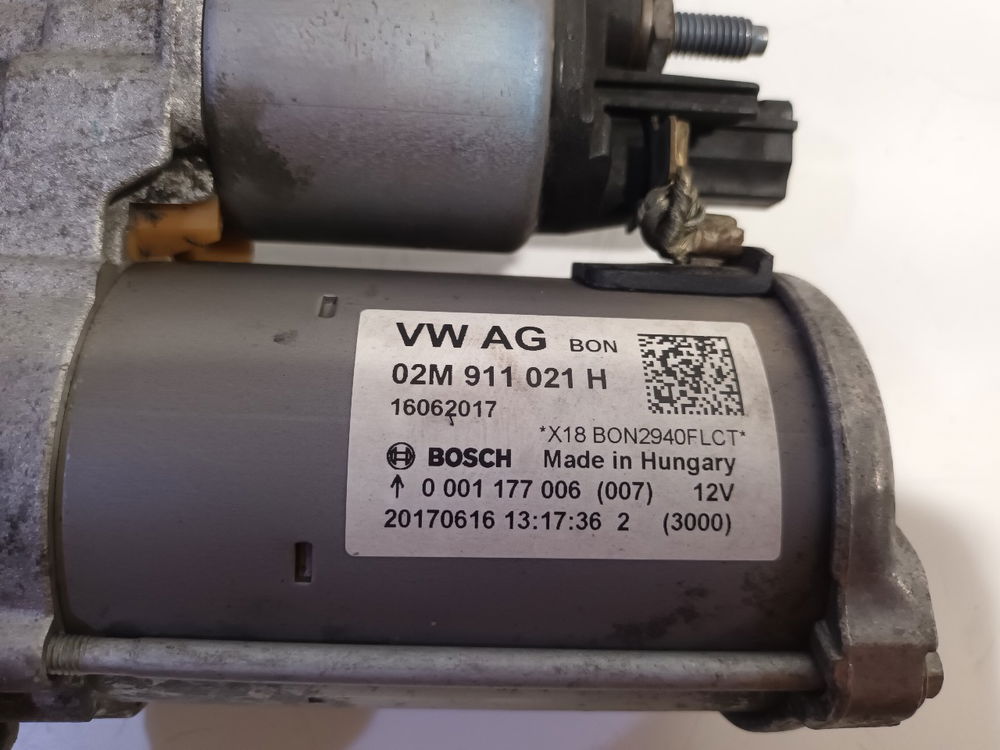 VW AG BON
02M 911 021 H
16062017
*X18 BON2940FLCT*
BOSCH Made in Hungary
↑ 0 001 177 006 (007) 12V
20170616 13:17:36 2 (3000)